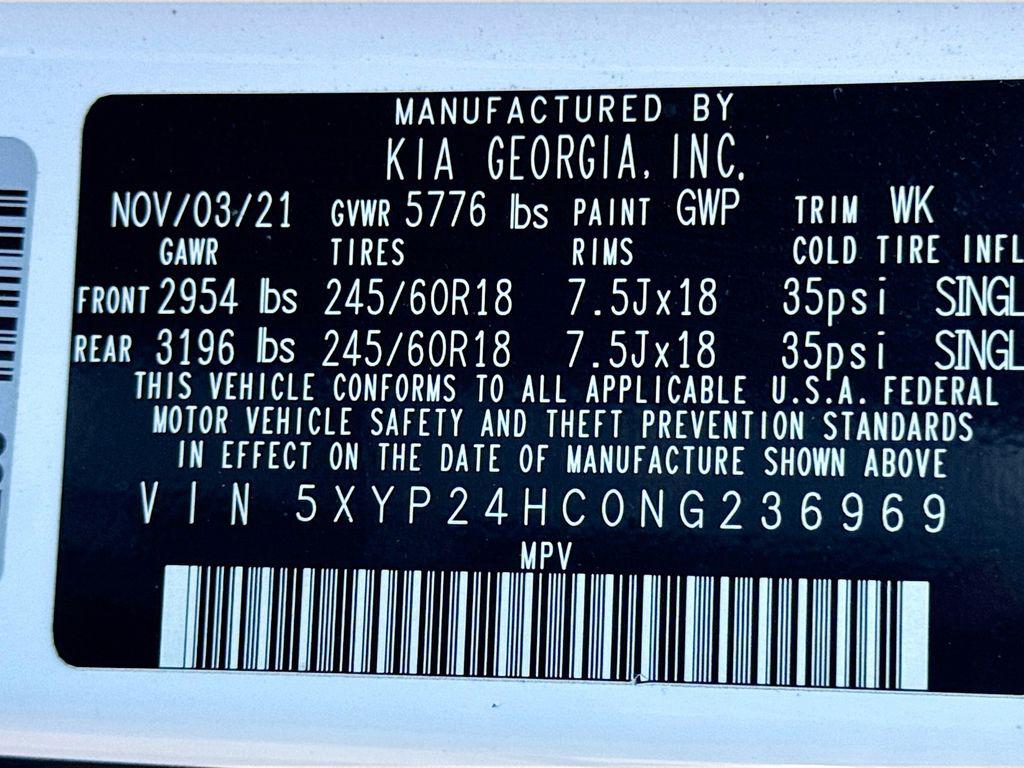 MANUFACTURED BY
KIA GEORGIA, INC.
NOV/03/21 GVWR 5776 lbs PAINT GWP TRIM WK
GAWR TIRES RIMS COLD TIRE INFL
FRONT 2954 lbs 245/60R18 7.5Jx18 35psi SINGL
REAR 3196 lbs 245/60R18 7.5Jx18 35psi SINGL
THIS VEHICLE CONFORMS TO ALL APPLICABLE U.S.A. FEDERAL
MOTOR VEHICLE SAFETY AND THEFT PREVENTION STANDARDS
IN EFFECT ON THE DATE OF MANUFACTURE SHOWN ABOVE
VIN 5XYP24HC0NG236969
MPV